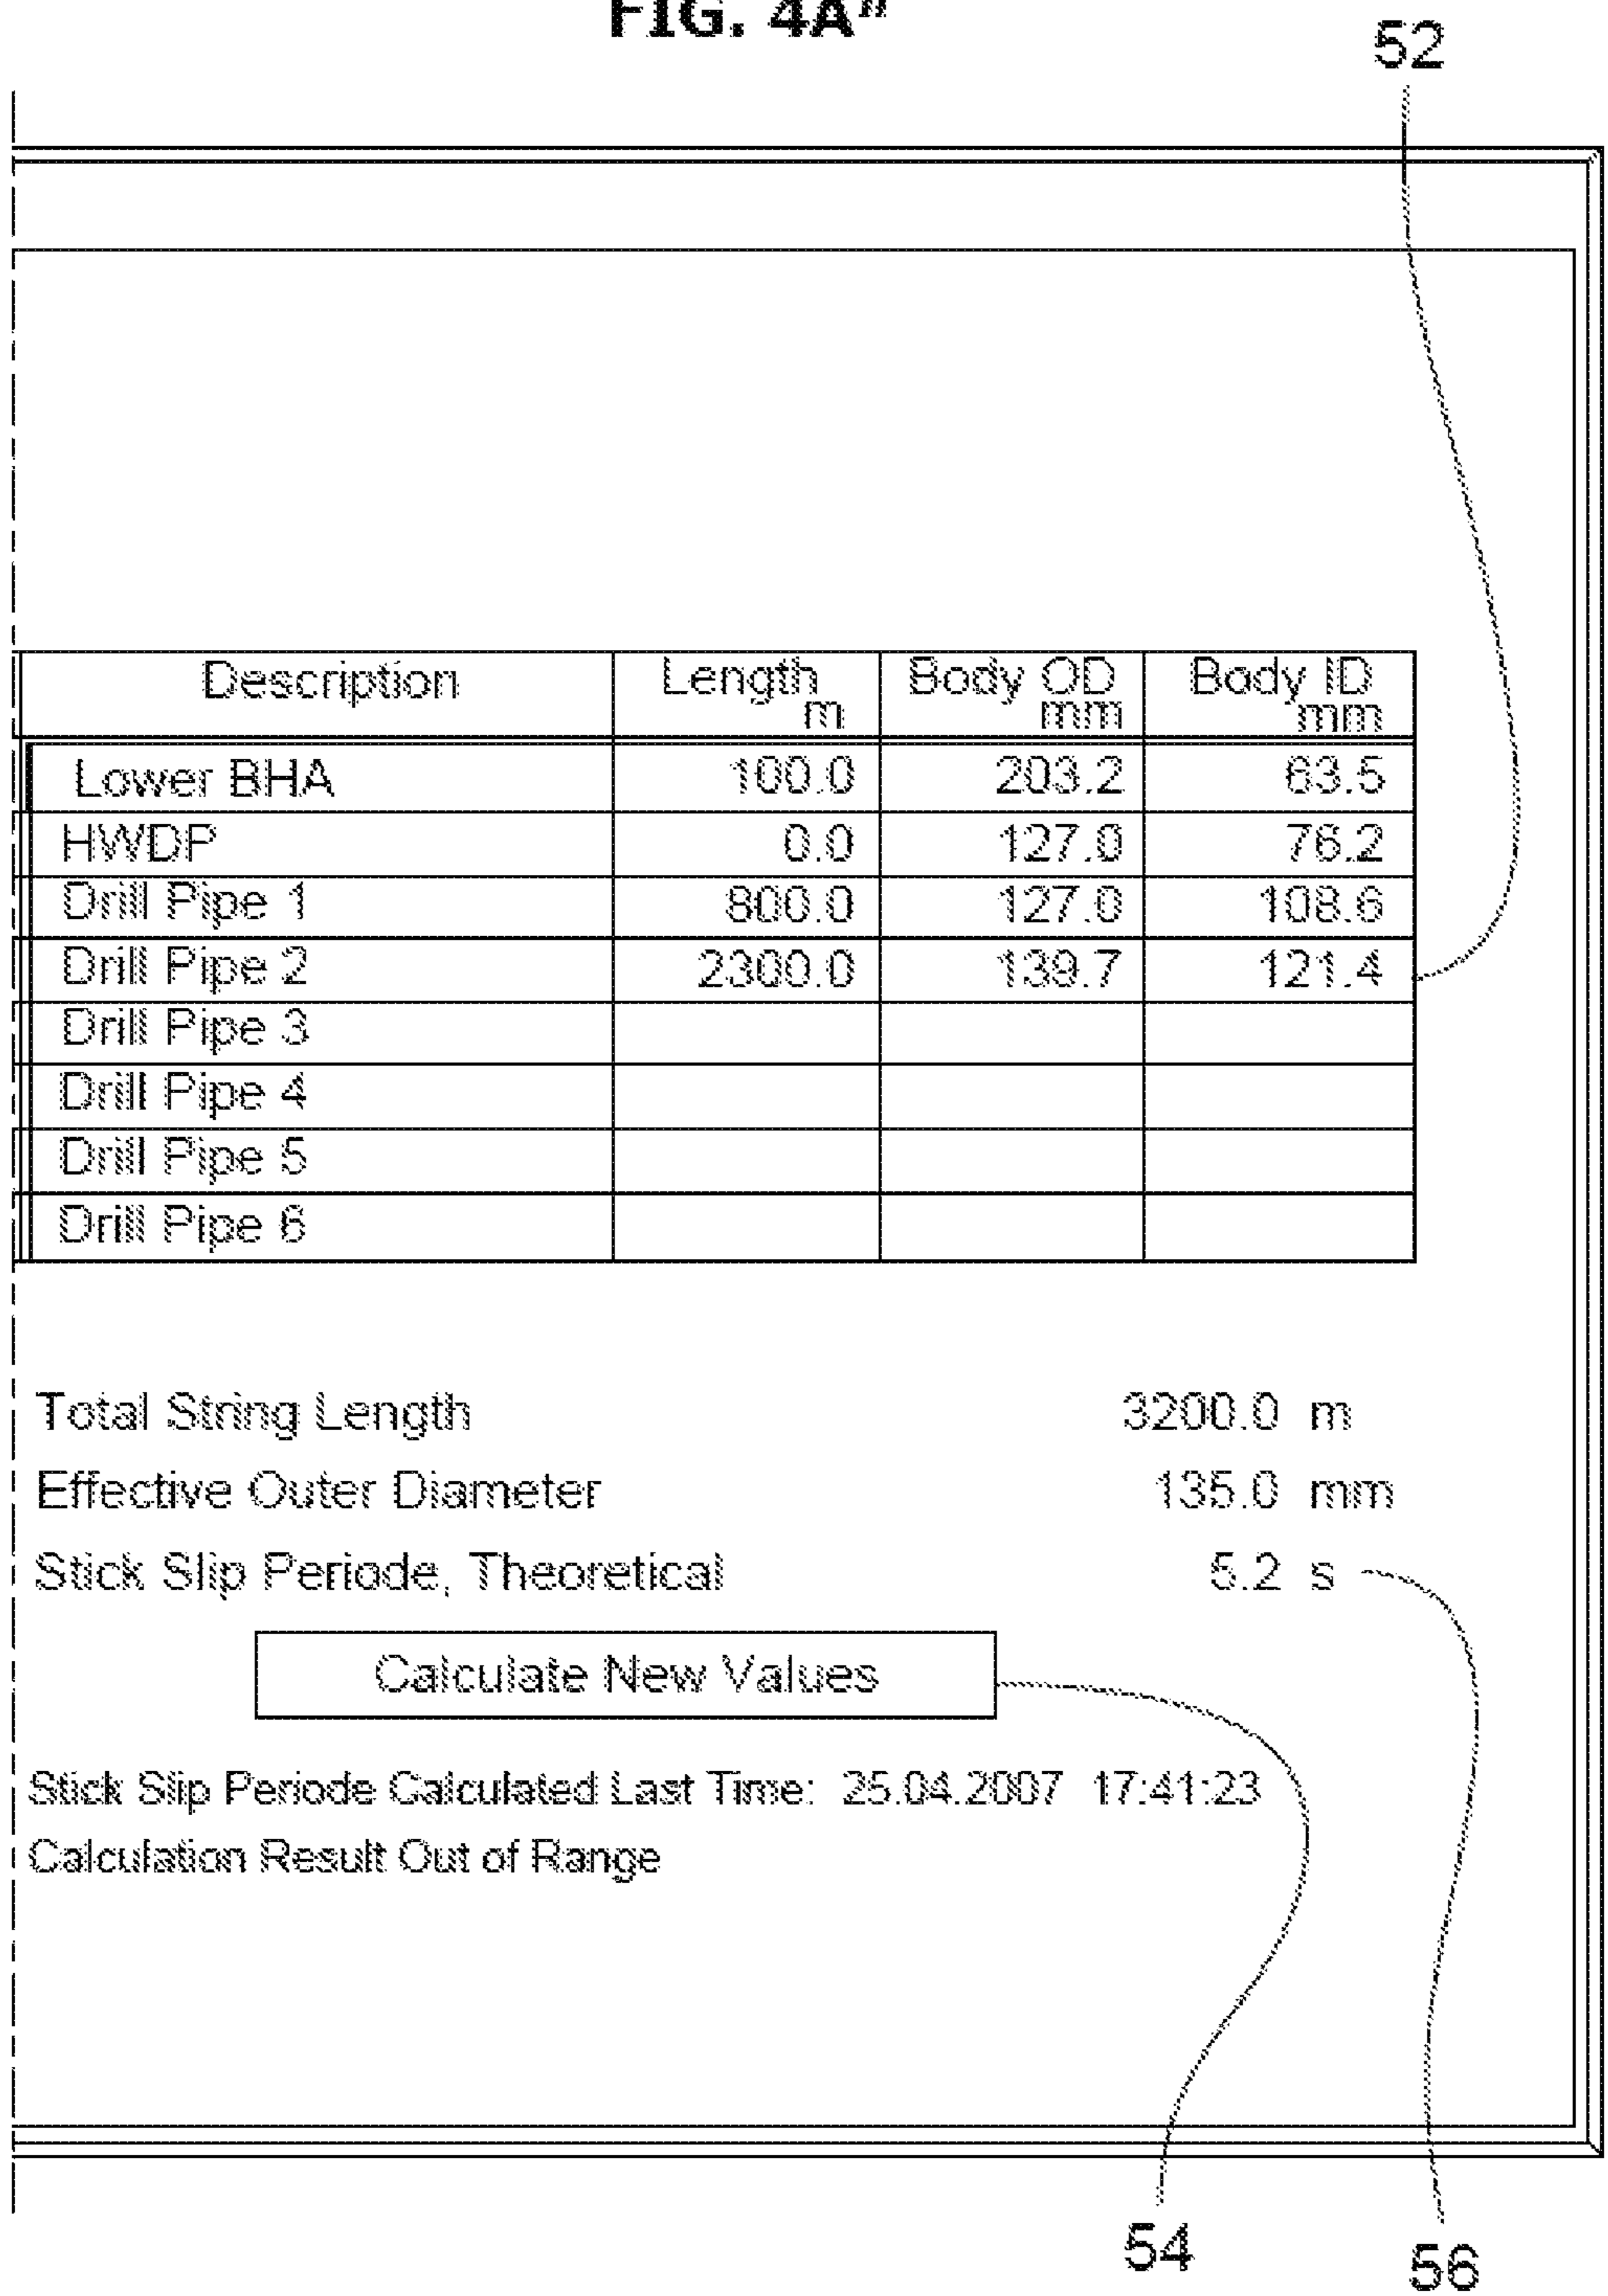 FIG. 4A"
52
Description Length m Body OD mm Body ID mm
Lower BHA 100.0 203.2 63.5
HWDP 0.0 127.0 76.2
Drill Pipe 1 800.0 127.0 108.6
Drill Pipe 2 2300.0 139.7 121.4
Drill Pipe 3
Drill Pipe 4
Drill Pipe 5
Drill Pipe 6
Total String Length 3200.0 m
Effective Outer Diameter 135.0 mm
Stick Slip Periode, Theoretical 5.2 s
Calculate New Values
Stick Slip Periode Calculated Last Time: 25.04.2007 17:41:23
Calculation Result Out of Range
54
56